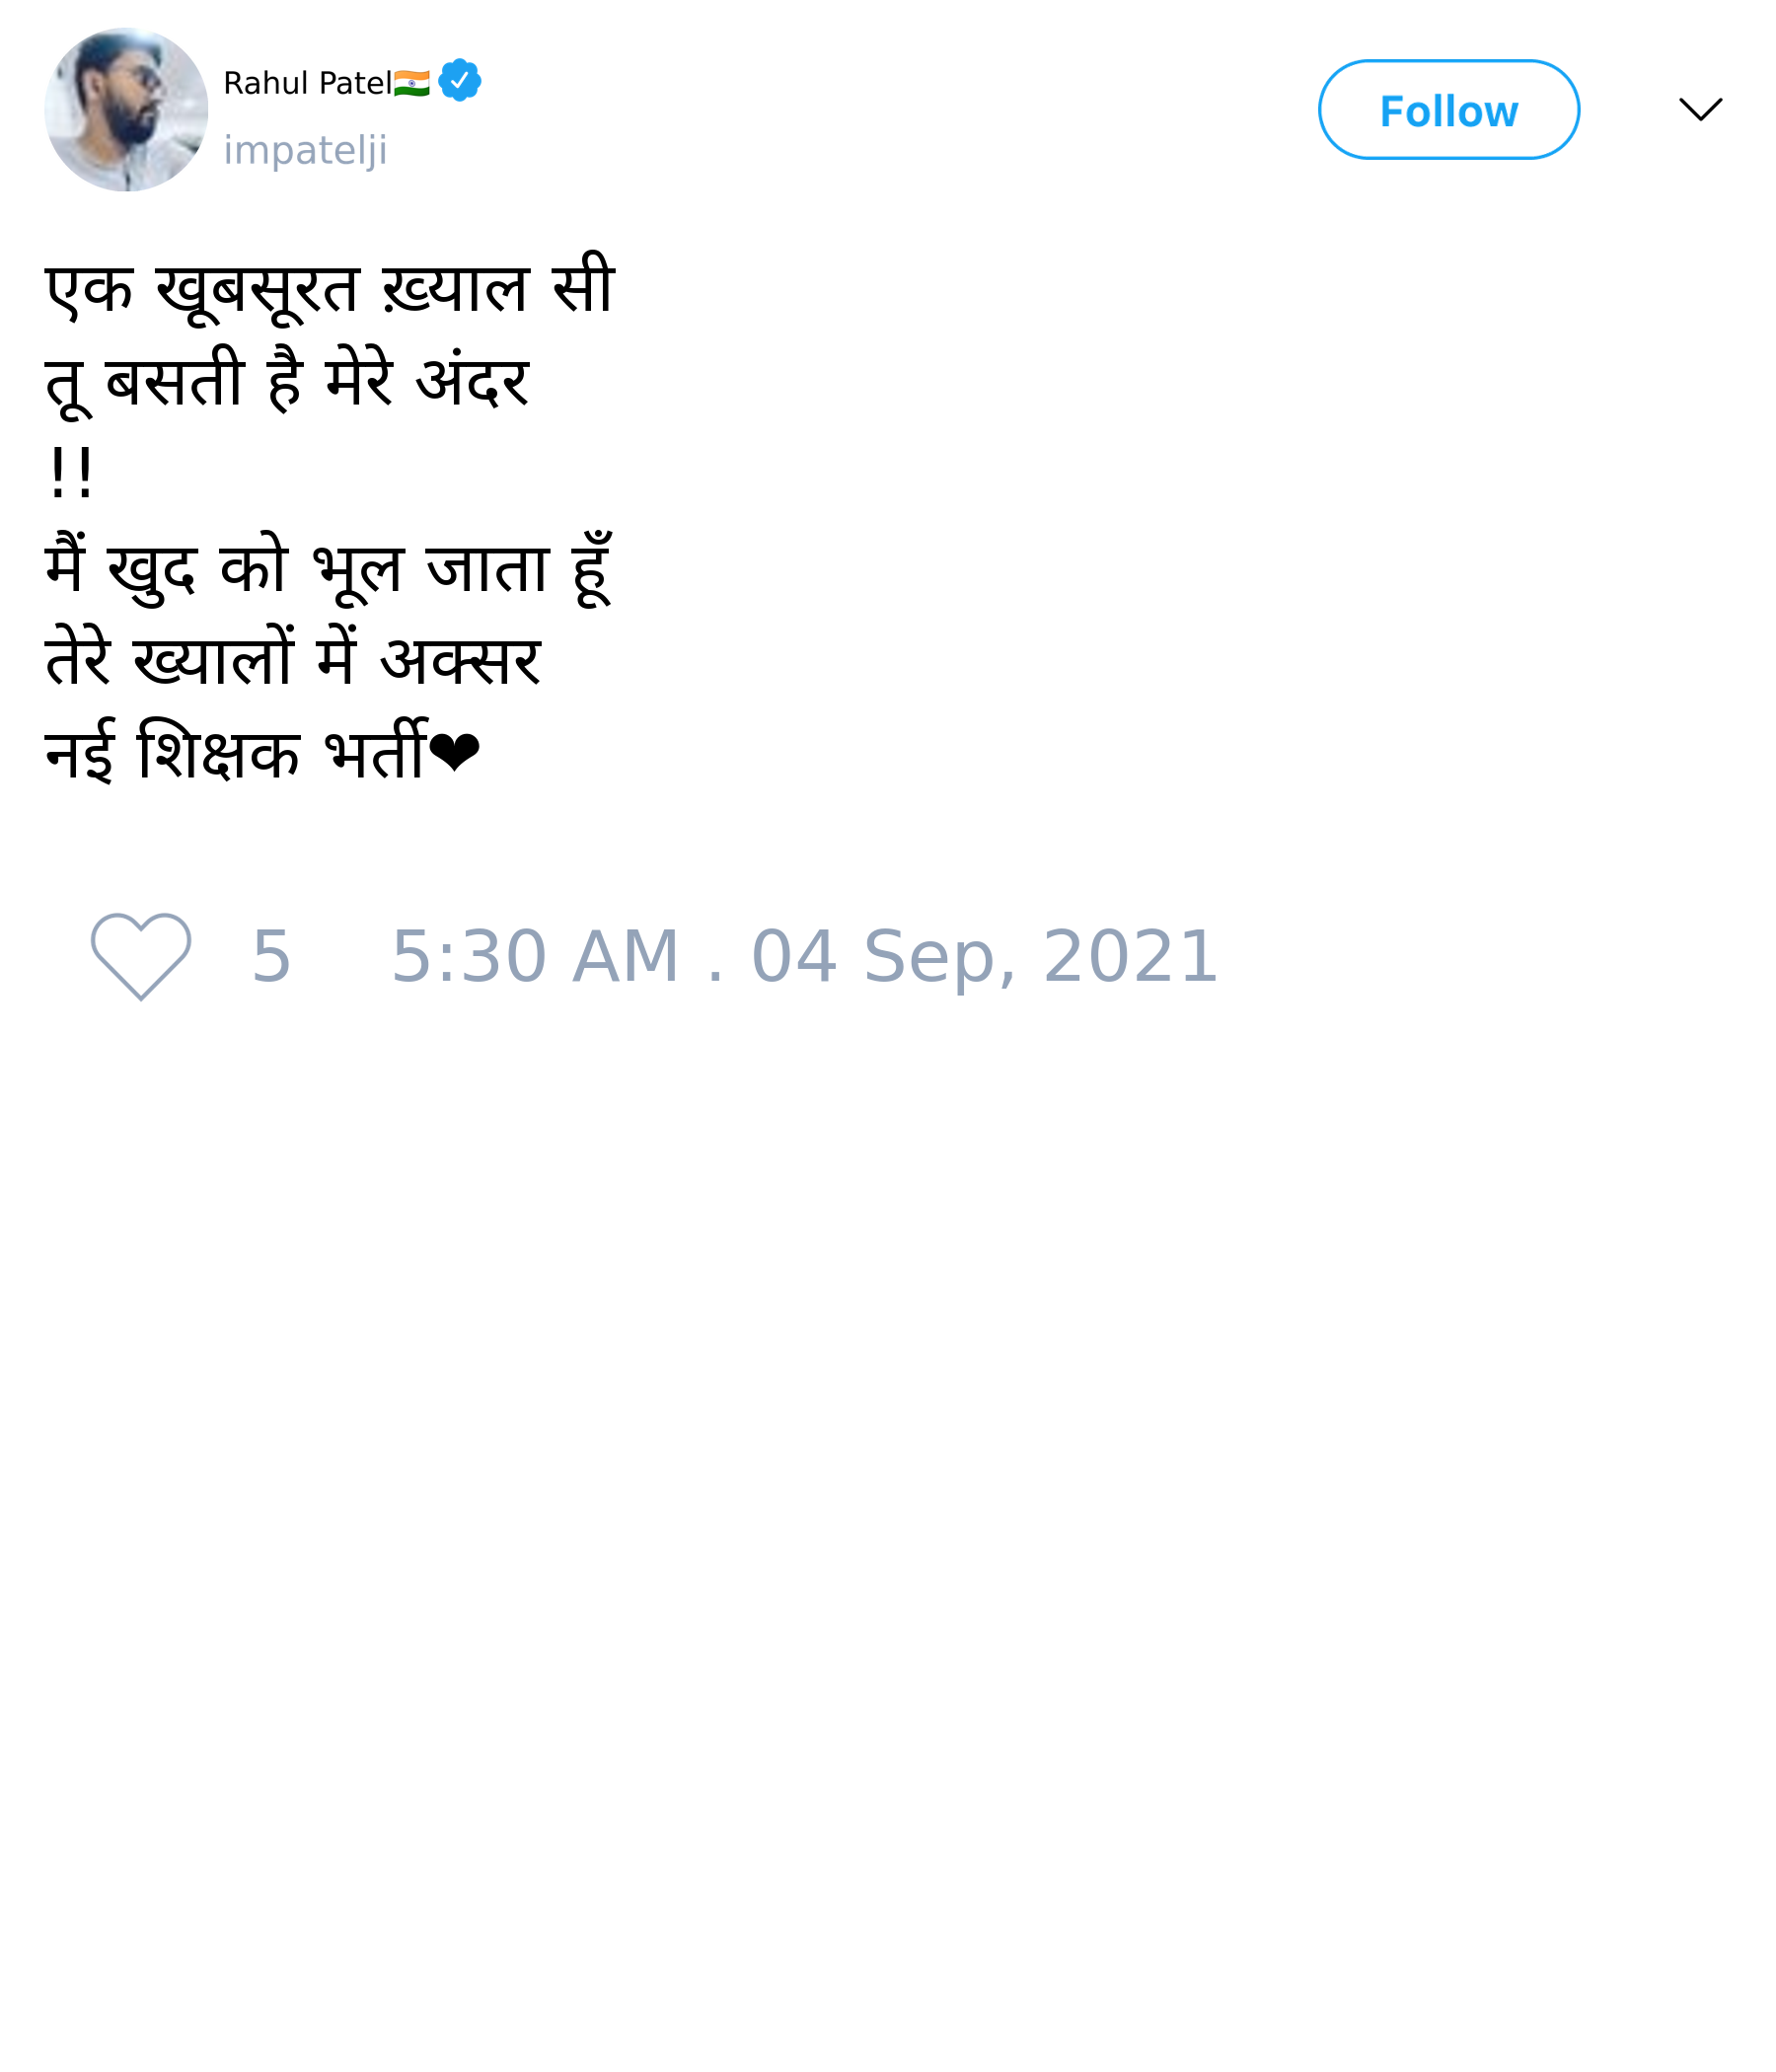 Rahul Patel🇮🇳
impatelji
Follow
एक खूबसूरत ख़्याल सी
तू बसती है मेरे अंदर
!!
मैं खुद को भूल जाता हूँ
तेरे ख्यालों में अक्सर
नई शिक्षक भर्ती❤
5 5:30 AM . 04 Sep, 2021